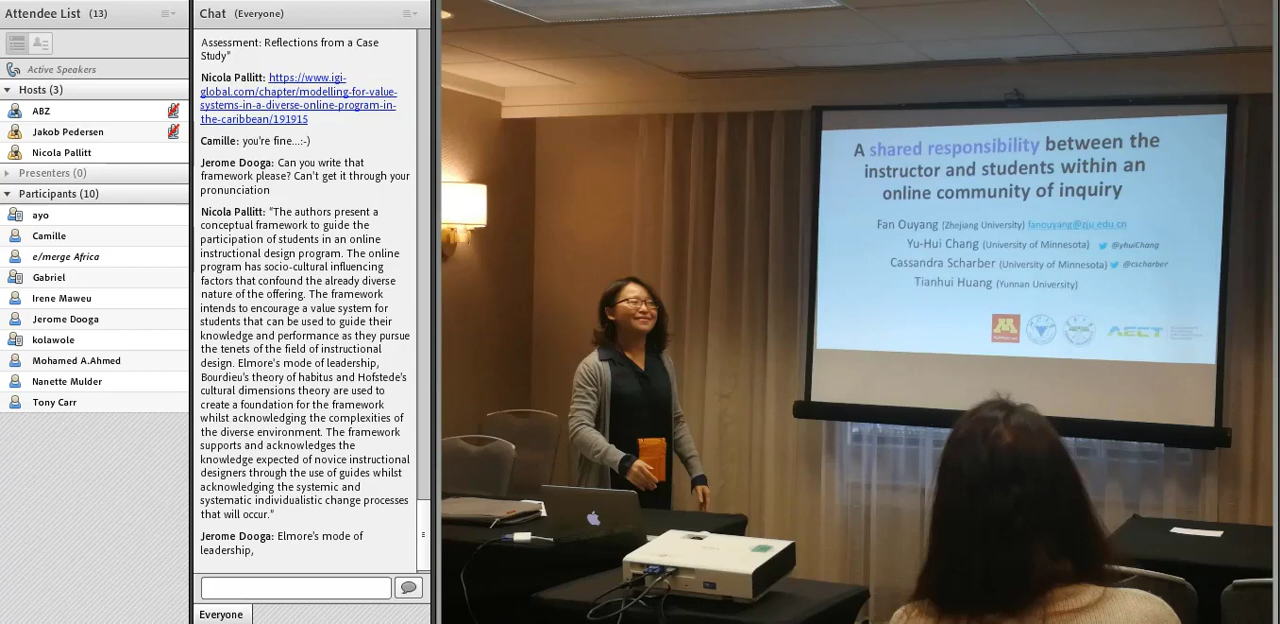 Attendee List (13)
Active Speakers
Hosts (3)
ABZ
Jakob Pedersen
Nicola Pallitt
Presenters (0)
Participants (10)
ayo
Camille
e/merge Africa
Gabriel
Irene Maweu
Jerome Dooga
kolawole
Mohamed A.Ahmed
Nanette Mulder
Tony Carr
Chat (Everyone)
Assessment: Reflections from a Case
Study"
Nicola Pallitt: https://www.igi-
global.com/chapter/modelling-for-value-
systems-in-a-diverse-online-program-in-
the-caribbean/191915
Camille: you're fine...:-)
Jerome Dooga: Can you write that
framework please? Can't get it through your
pronunciation
Nicola Pallitt: "The authors present a
conceptual framework to guide the
participation of students in an online
instructional design program. The online
program has socio-cultural influencing
factors that confound the already diverse
nature of the offering. The framework
intends to encourage a value system for
students that can be used to guide their
knowledge and performance as they pursue
the tenets of the field of instructional
design. Elmore's mode of leadership,
Bourdieu's theory of habitus and Hofstede's
cultural dimensions theory are used to
create a foundation for the framework
whilst acknowledging the complexities of
the diverse environment. The framework
supports and acknowledges the
knowledge expected of novice instructional
designers through the use of guides whilst
acknowledging the systemic and
systematic individualistic change processes
that will occur."
Jerome Dooga: Elmore's mode of
leadership,
Everyone
A shared responsibility between the
instructor and students within an
online community of inquiry
Fan Ouyang (Zhejiang University) fanouyang@zju.edu.cn
Yu-Hui Chang (University of Minnesota) @yhuiChang
Cassandra Scharber (University of Minnesota) @cscharber
Tianhui Huang (Yunnan University)
M
AECT